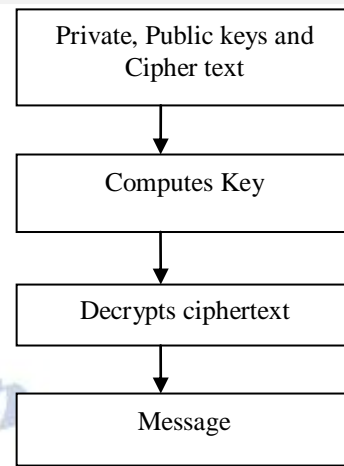 Private, Public keys and
Cipher text
Computes Key
Decrypts ciphertext
Message